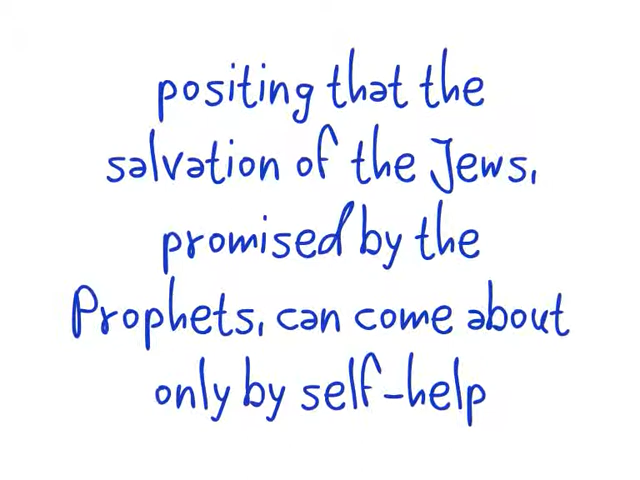 positing that the
salvation of the Jews,
promised by the
Prophets, can come about
only by self-help